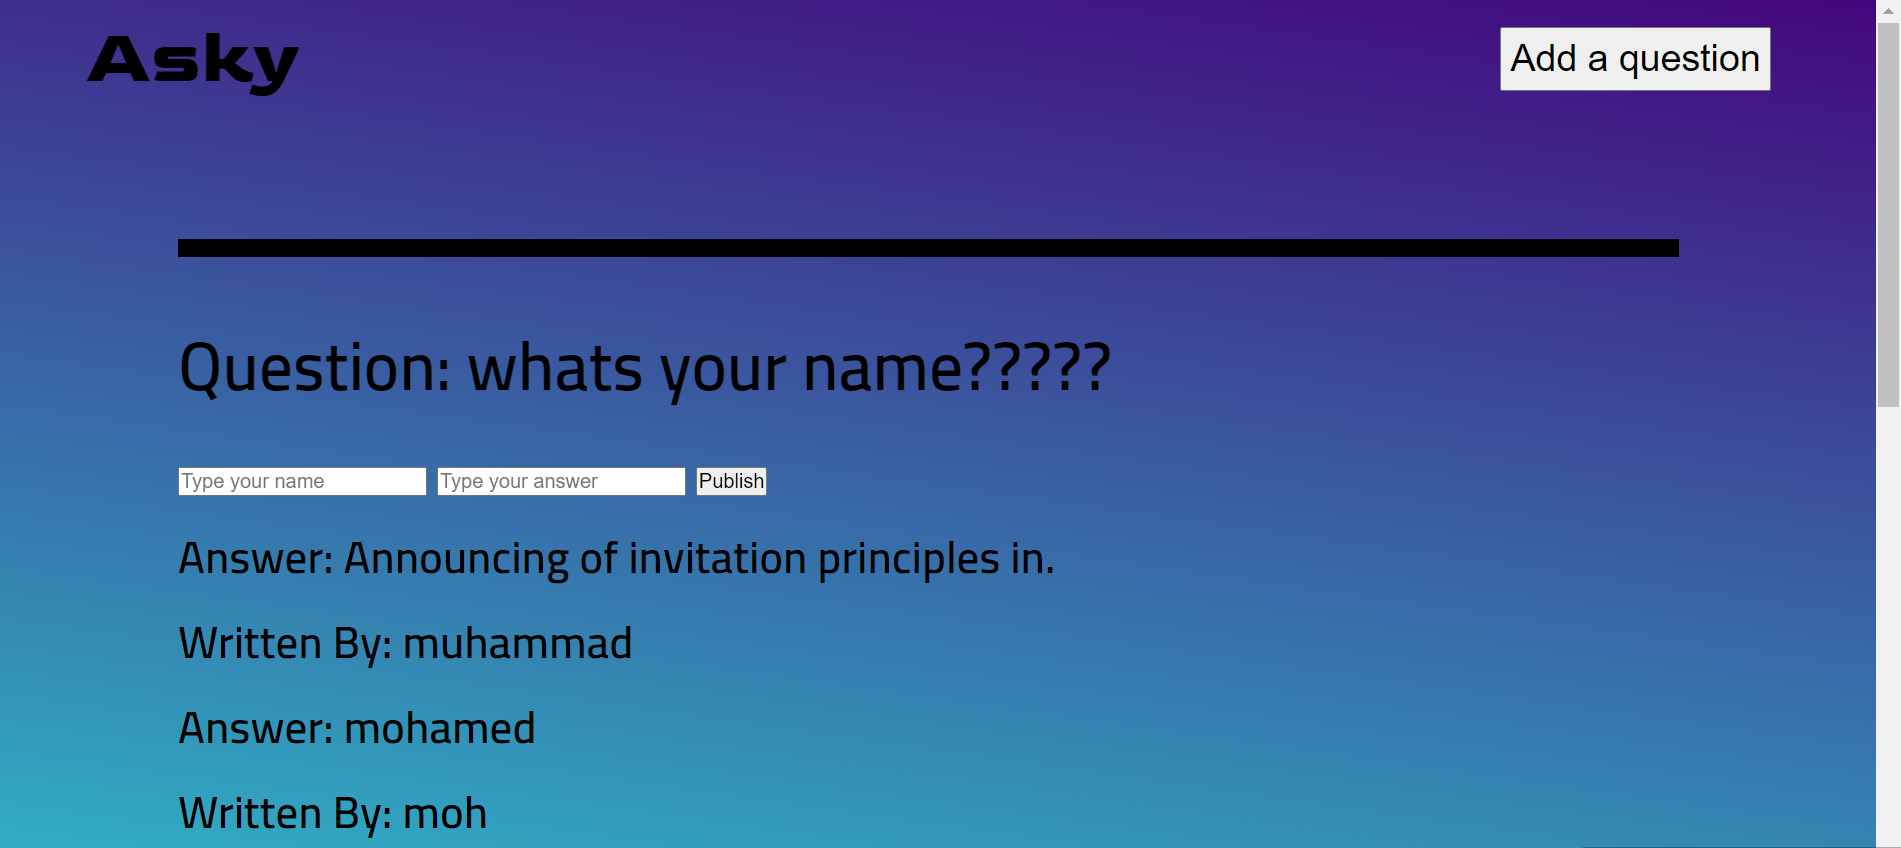 Asky
Add a question
Question: whats your name?????
Type your name
Type your answer
Publish
Answer: Announcing of invitation principles in.
Written By: muhammad
Answer: mohamed
Written By: moh